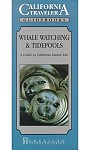 CALIFORNIA
TRAVELER
GUIDEBOOKS
WHALE WATCHING
& TIDEPOOLS
A Guide to California Marine Life